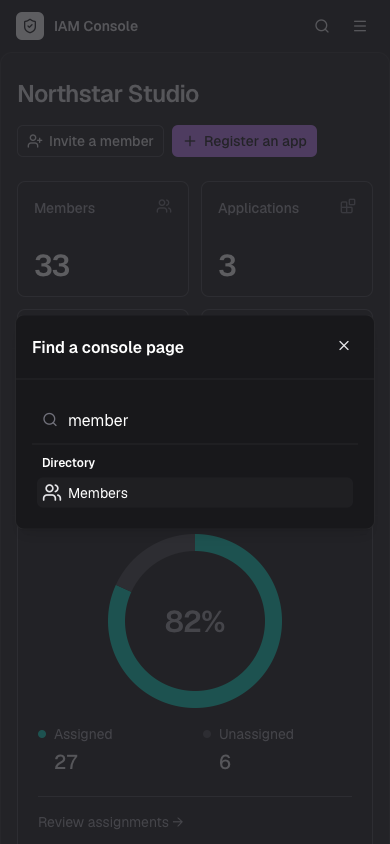 IAM Console
Northstar Studio
Invite a member
Register an app
Members
Applications
33
3
Find a console page
member
Directory
Members
82%
Assigned
Unassigned
27
6
Review assignments →